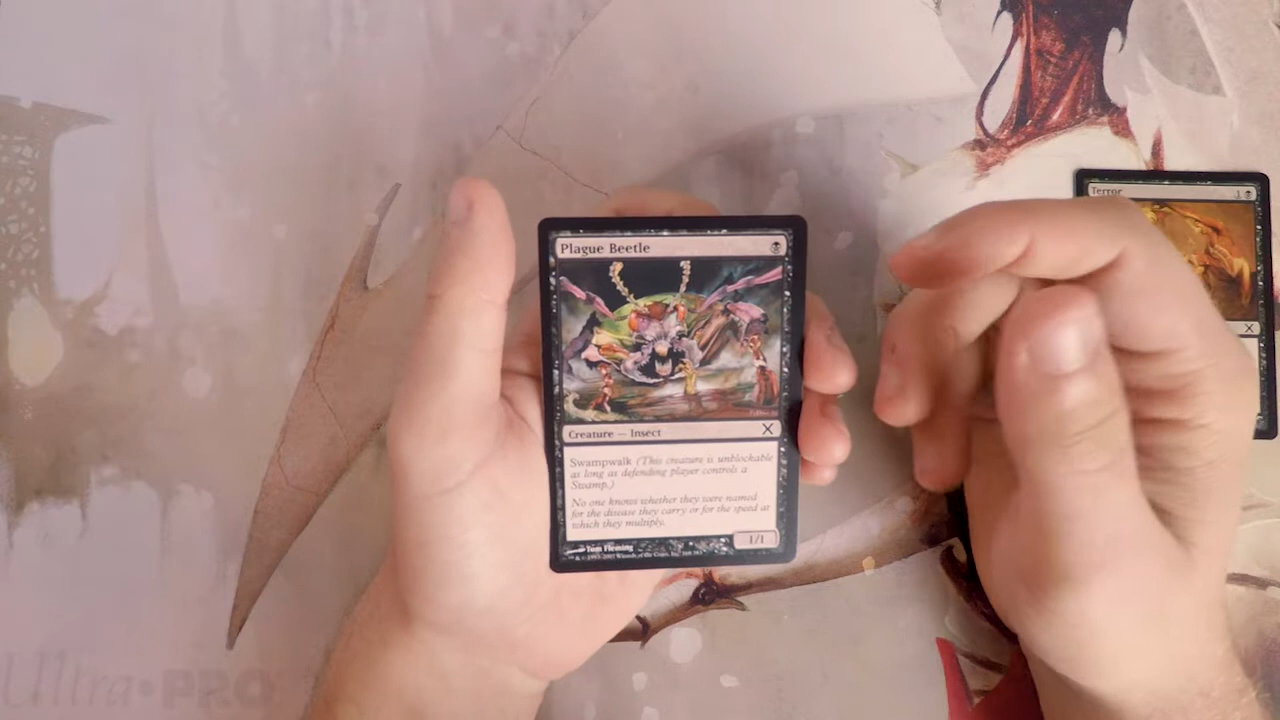 Plague Beetle
Creature — Insect
Swampwalk (This creature is unblockable
as long as defending player controls a
Swamp.)
No one knows whether they were named
for the disease they carry or for the speed at
which they multiply.
1/1
Tom Fleming
Terror
1
Ultra·PRO